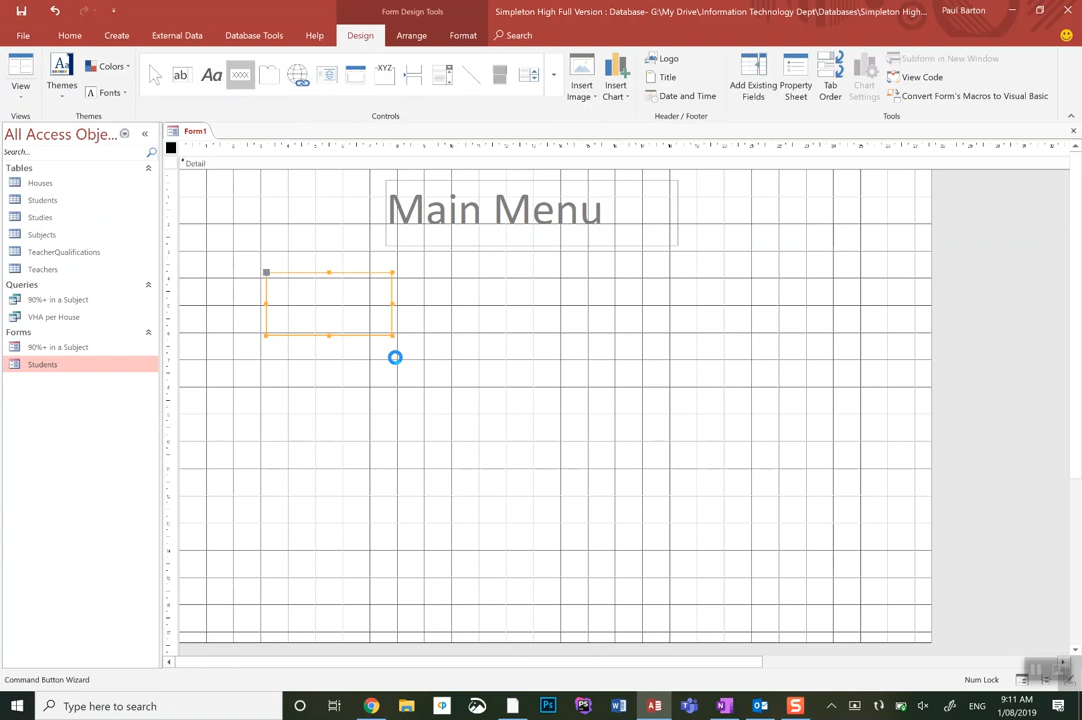 Form Design Tools
Simpleton High Full Version : Database- G:\My Drive\.Information Technology Dept\Databases\Simpleton High...
Paul Barton
File
Home
Create
External Data
Database Tools
Help
Design
Arrange
Format
Search
View
Views
Themes
Colors
Fonts
Themes
ab
Aa
XXXX
XYZ
Controls
Insert Image
Insert Chart
Logo
Title
Date and Time
Header / Footer
Add Existing Fields
Property Sheet
Tab Order
Chart Settings
Subform in New Window
View Code
Convert Form's Macros to Visual Basic
Tools
All Access Obje...
Search...
Tables
Houses
Students
Studies
Subjects
TeacherQualifications
Teachers
Queries
90%+ in a Subject
VHA per House
Forms
90%+ in a Subject
Students
Form1
Detail
Main Menu
Command Button Wizard
Num Lock
Type here to search
ENG
9:11 AM
1/08/2019